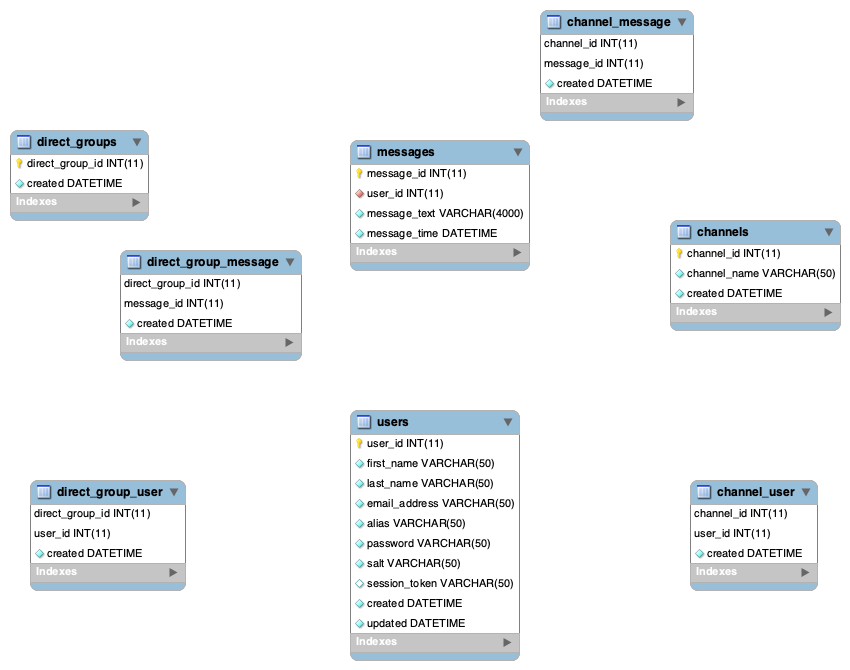 channel_message
channel_id INT(11)
message_id INT(11)
created DATETIME
Indexes
direct_groups
direct_group_id INT(11)
created DATETIME
Indexes
messages
message_id INT(11)
user_id INT(11)
message_text VARCHAR(4000)
message_time DATETIME
Indexes
channels
channel_id INT(11)
channel_name VARCHAR(50)
created DATETIME
Indexes
direct_group_message
direct_group_id INT(11)
message_id INT(11)
created DATETIME
Indexes
users
user_id INT(11)
first_name VARCHAR(50)
last_name VARCHAR(50)
email_address VARCHAR(50)
alias VARCHAR(50)
password VARCHAR(50)
salt VARCHAR(50)
session_token VARCHAR(50)
created DATETIME
updated DATETIME
Indexes
direct_group_user
direct_group_id INT(11)
user_id INT(11)
created DATETIME
Indexes
channel_user
channel_id INT(11)
user_id INT(11)
created DATETIME
Indexes